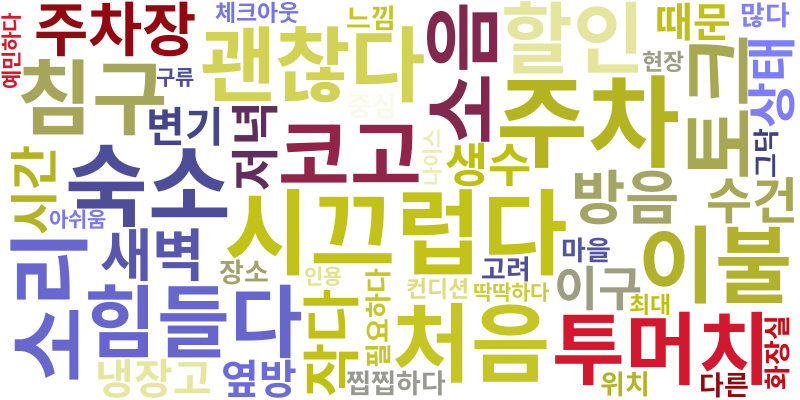 주차장
체크아웃
느낌
소음
할인
때문
많다
예민하다
침구
구류
괜찮다
중심
현장
상태
변기
저녁
코고
나이스
생수
주차
토킥
그닥
시간
숙소
방음
수건
아쉬움
시끄럽다
마을
이불
소리
새벽
장소
인용
고려
이구
힘들다
작다
필요하다
컨디션
딱딱하다
최대
처음
투머치
화장실
냉장고
옆방
찝찝하다
위치
다른